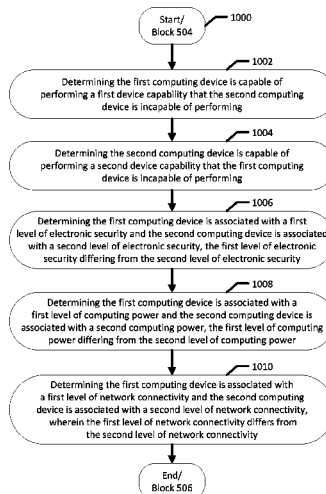 Start/
Block 504
1000
1002
Determining the first computing device is capable of
performing a first device capability that the second computing
device is incapable of performing
1004
Determining the second computing device is capable of
performing a second device capability that the first computing
device is incapable of performing
1006
Determining the first computing device is associated with a first
level of electronic security and the second computing device is associated
with a second level of electronic security, the first level of electronic
security differing from the second level of electronic security
1008
Determining the first computing device is associated with a
first level of computing power and the second computing device is
associated with a second computing power, the first level of computing
power differing from the second level of computing power
1010
Determining the first computing device is associated with
a first level of network connectivity and the second computing
device is associated with a second level of network connectivity,
wherein the first level of network connectivity differs from
the second level of network connectivity
End/
Block 506